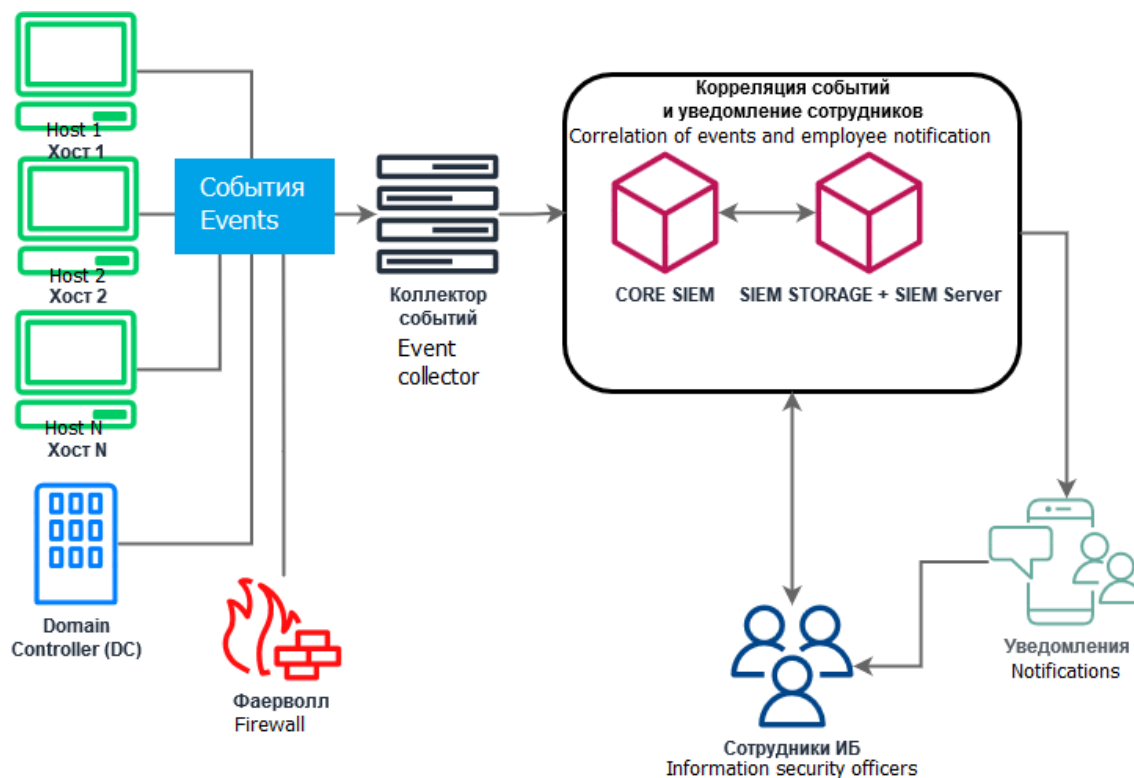 Корреляция событий
и уведомление сотрудников
Correlation of events and employee notification
Host 1
Хост 1
События
Events
Host 2
Хост 2
Коллектор
событий
Event
collector
CORE SIEM
SIEM STORAGE + SIEM Server
Host N
Хост N
Domain
Controller (DC)
Фаерволл
Firewall
Уведомления
Notifications
Сотрудники ИБ
Information security officers